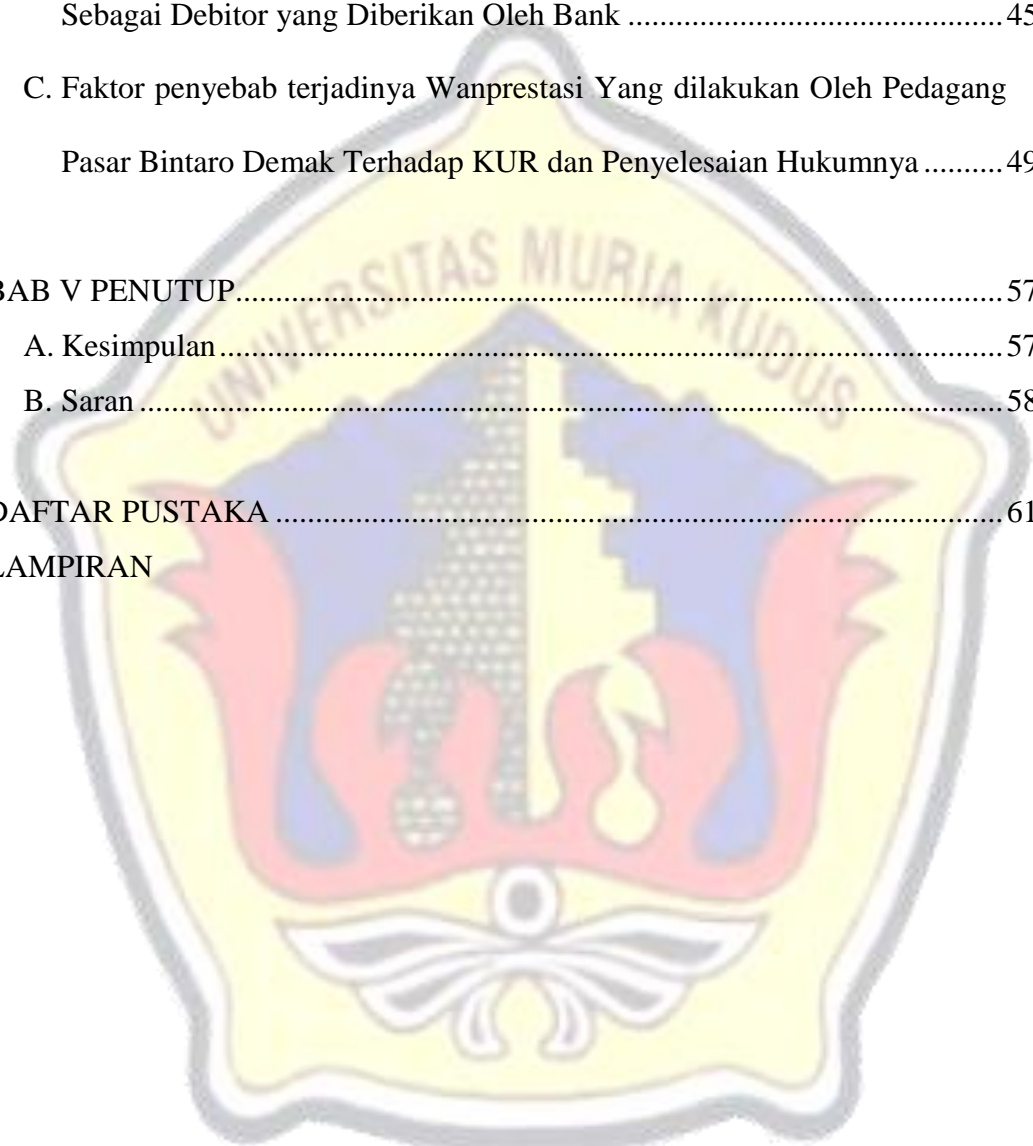 Sebagai Debitor yang Diberikan Oleh Bank ........................................ 45
C. Faktor penyebab terjadinya Wanprestasi Yang dilakukan Oleh Pedagang
Pasar Bintaro Demak Terhadap KUR dan Penyelesaian Hukumnya .......... 49
BAB V PENUTUP ........................................ 57
A. Kesimpulan ........................................ 57
B. Saran ........................................ 58
DAFTAR PUSTAKA ........................................ 61
LAMPIRAN
UNIVERSITAS MURIA KUDUS